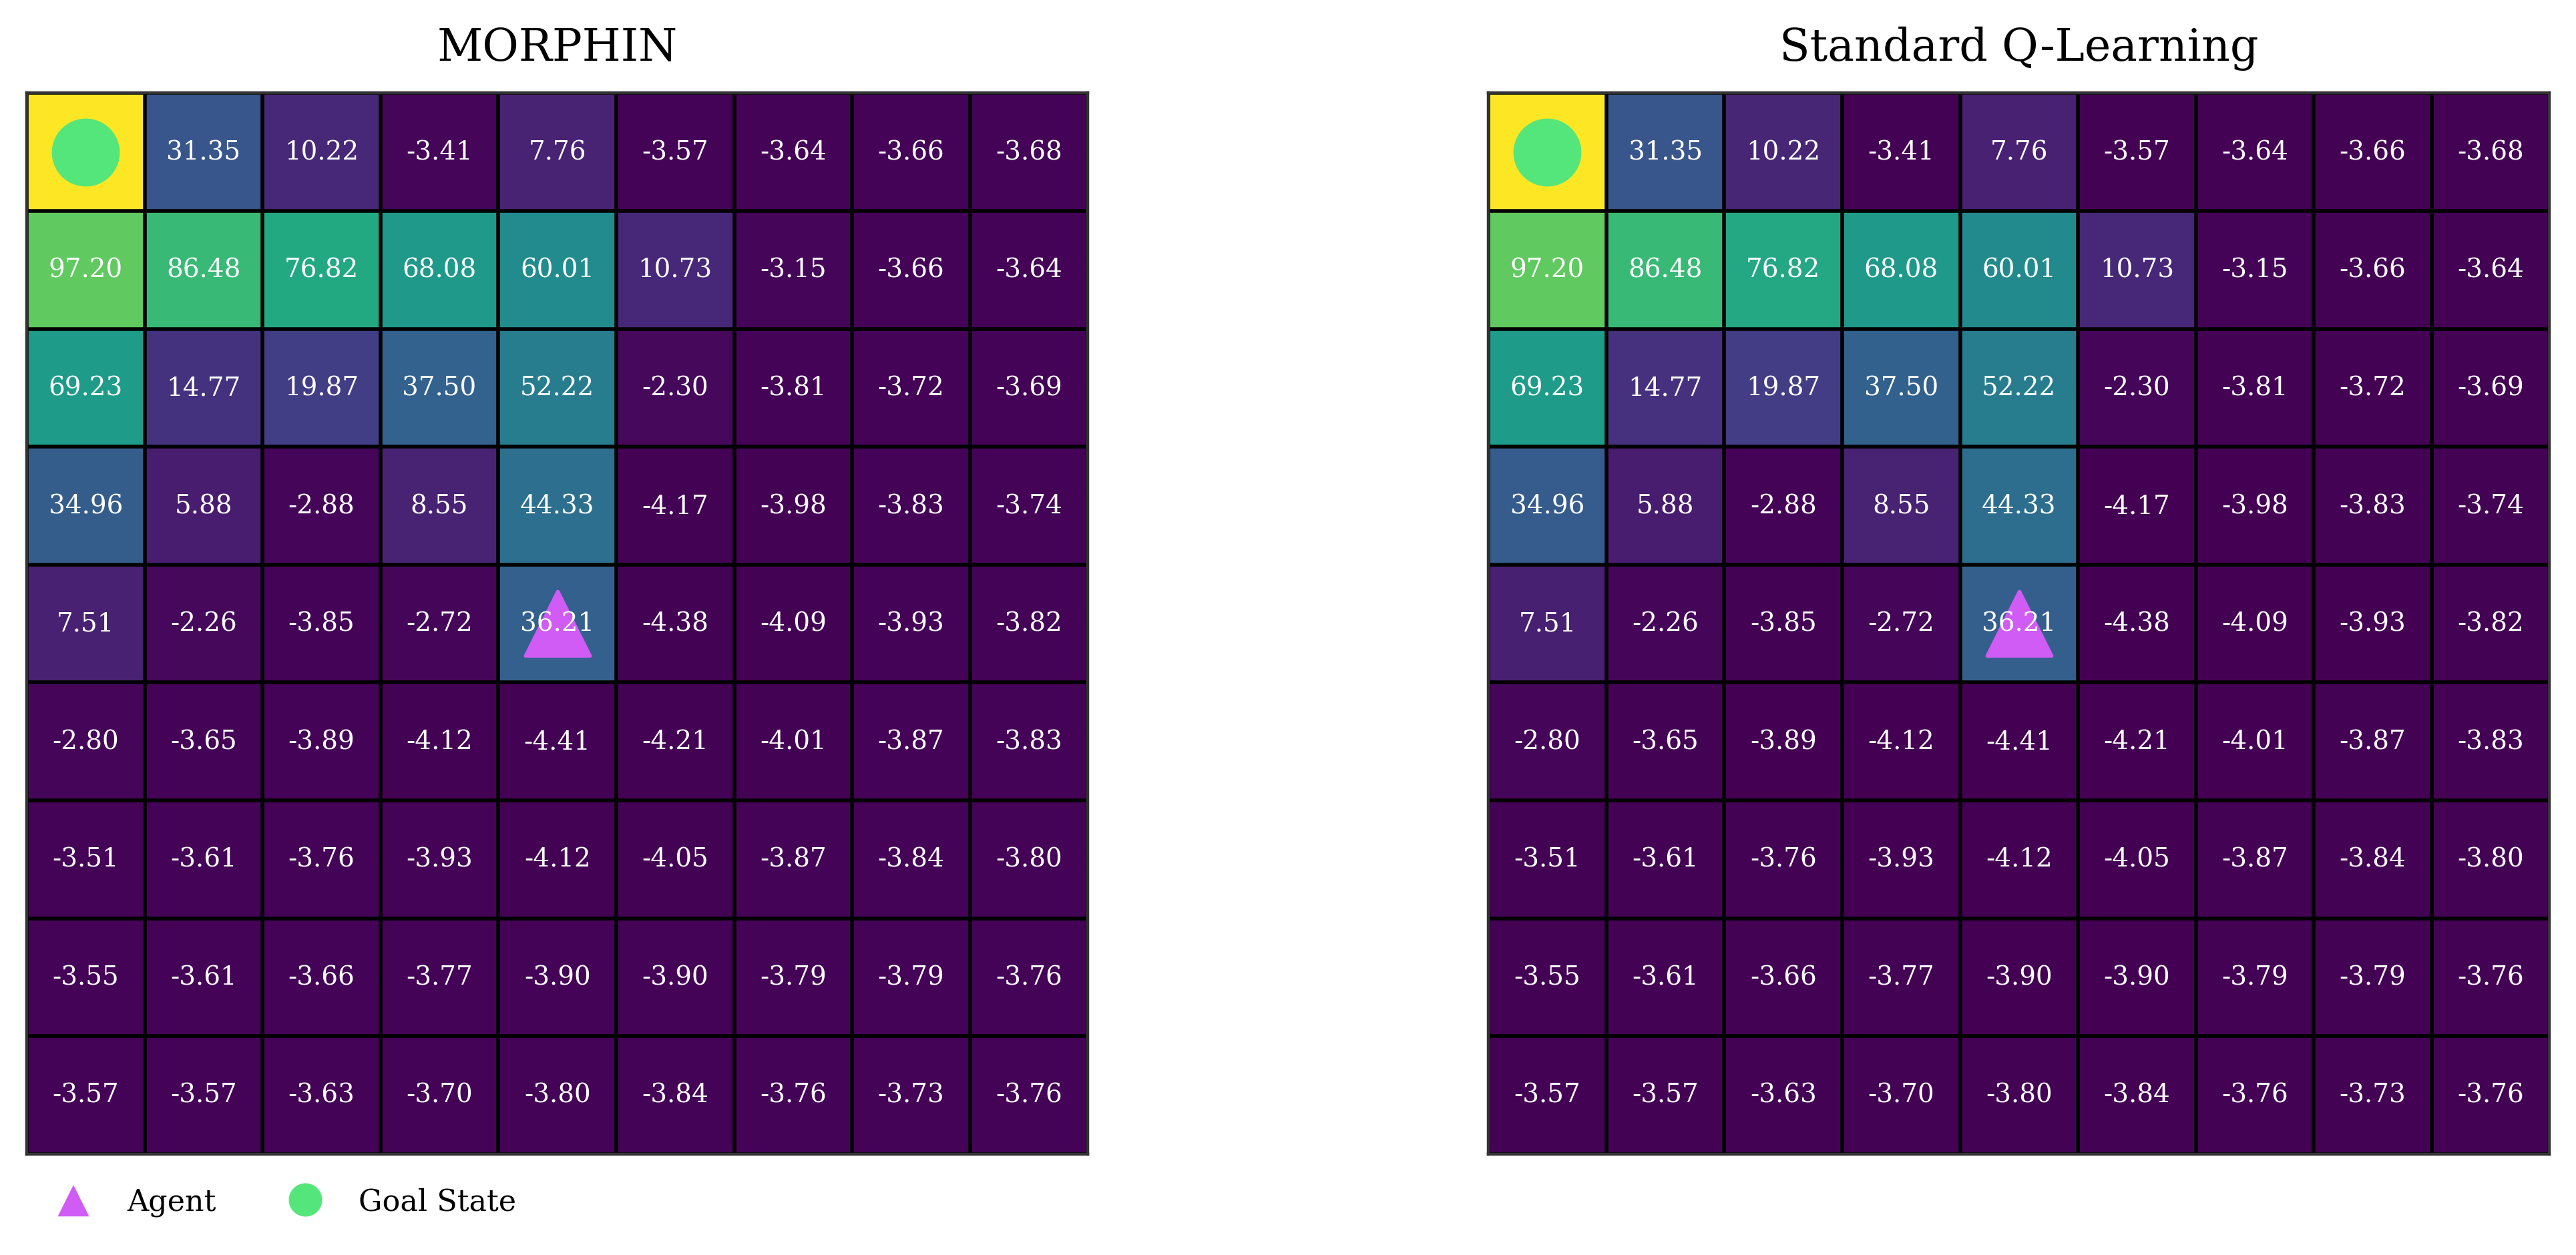 MORPHIN Standard Q-Learning
31.35 10.22 -3.41 7.76 -3.57 -3.64 -3.66 -3.68 31.35 10.22 -3.41 7.76 -3.57 -3.64 -3.66 -3.68
97.20 86.48 76.82 68.08 60.01 10.73 -3.15 -3.66 -3.64 97.20 86.48 76.82 68.08 60.01 10.73 -3.15 -3.66 -3.64
69.23 14.77 19.87 37.50 52.22 -2.30 -3.81 -3.72 -3.69 69.23 14.77 19.87 37.50 52.22 -2.30 -3.81 -3.72 -3.69
34.96 5.88 -2.88 8.55 44.33 -4.17 -3.98 -3.83 -3.74 34.96 5.88 -2.88 8.55 44.33 -4.17 -3.98 -3.83 -3.74
7.51 -2.26 -3.85 -2.72 36.21 -4.38 -4.09 -3.93 -3.82 7.51 -2.26 -3.85 -2.72 36.21 -4.38 -4.09 -3.93 -3.82
-2.80 -3.65 -3.89 -4.12 -4.41 -4.21 -4.01 -3.87 -3.83 -2.80 -3.65 -3.89 -4.12 -4.41 -4.21 -4.01 -3.87 -3.83
-3.51 -3.61 -3.76 -3.93 -4.12 -4.05 -3.87 -3.84 -3.80 -3.51 -3.61 -3.76 -3.93 -4.12 -4.05 -3.87 -3.84 -3.80
-3.55 -3.61 -3.66 -3.77 -3.90 -3.90 -3.79 -3.79 -3.76 -3.55 -3.61 -3.66 -3.77 -3.90 -3.90 -3.79 -3.79 -3.76
-3.57 -3.57 -3.63 -3.70 -3.80 -3.84 -3.76 -3.73 -3.76 -3.57 -3.57 -3.63 -3.70 -3.80 -3.84 -3.76 -3.73 -3.76
Agent Goal State